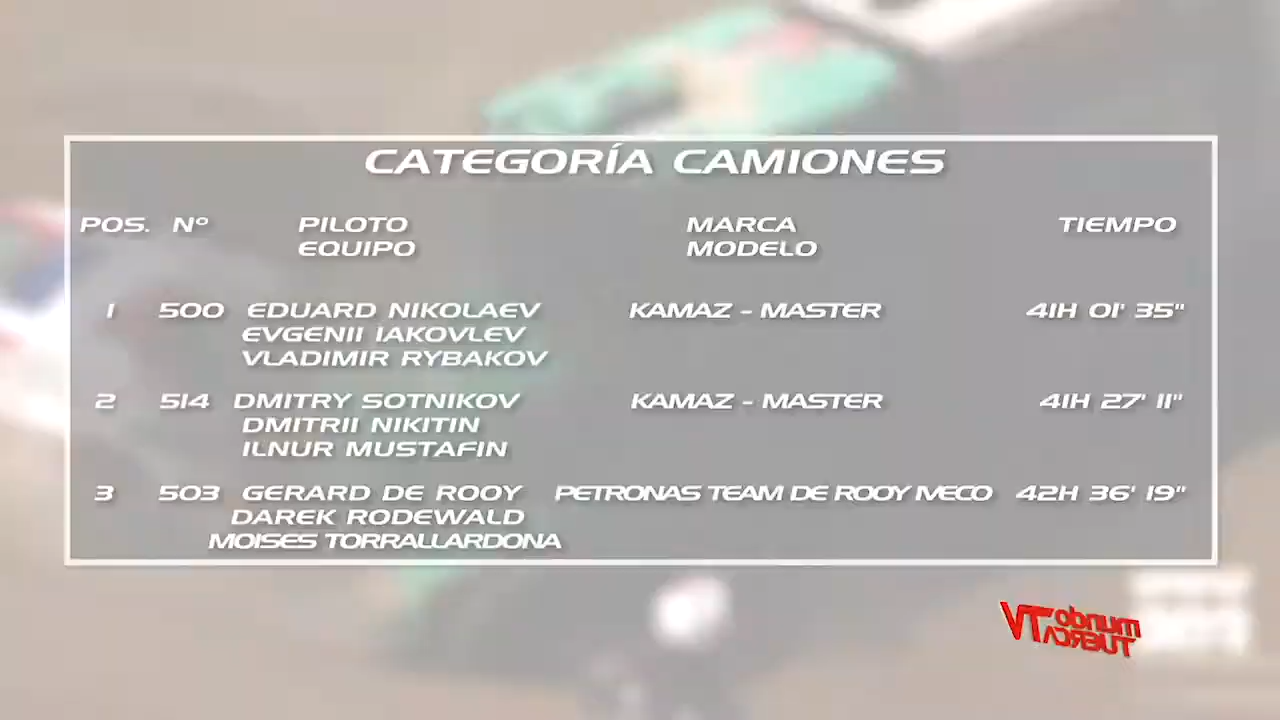 CATEGORÍA CAMIONES
POS. Nº PILOTO MARCA TIEMPO
EQUIPO MODELO
1 500 EDUARD NIKOLAEV KAMAZ - MASTER 41H 01' 35"
EVGENII IAKOVLEV
VLADIMIR RYBAKOV
2 514 DMITRY SOTNIKOV KAMAZ - MASTER 41H 27' 11"
DMITRII NIKITIN
ILNUR MUSTAFIN
3 503 GERARD DE ROOY PETRONAS TEAM DE ROOY IVECO 42H 36' 19"
DAREK RODEWALD
MOISES TORRALLARDONA